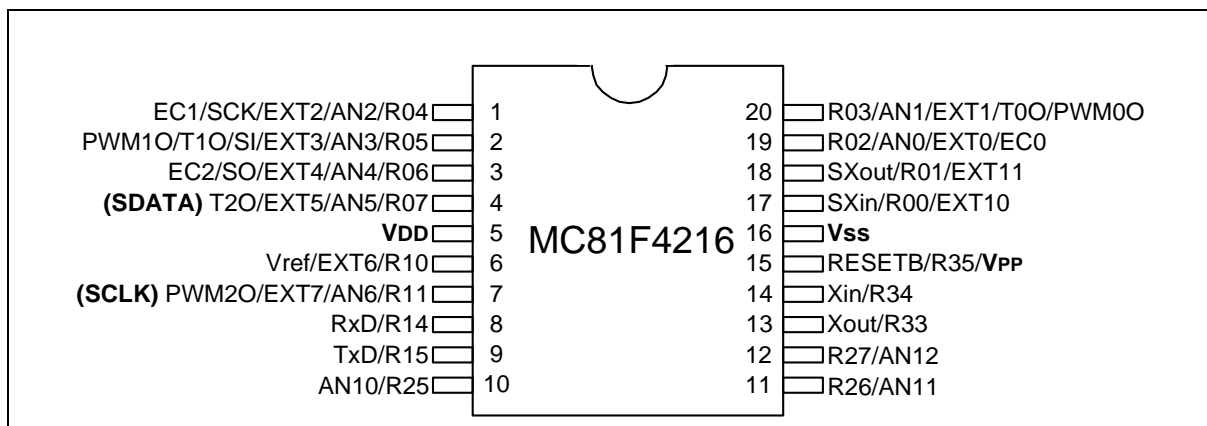 EC1/SCK/EXT2/AN2/R04 1 20 R03/AN1/EXT1/T0O/PWM0O
PWM1O/T1O/SI/EXT3/AN3/R05 2 19 R02/AN0/EXT0/EC0
EC2/SO/EXT4/AN4/R06 3 18 SXout/R01/EXT11
(SDATA) T2O/EXT5/AN5/R07 4 17 SXin/R00/EXT10
VDD 5 MC81F4216 16 Vss
Vref/EXT6/R10 6 15 RESETB/R35/VPP
(SCLK) PWM2O/EXT7/AN6/R11 7 14 Xin/R34
RxD/R14 8 13 Xout/R33
TxD/R15 9 12 R27/AN12
AN10/R25 10 11 R26/AN11